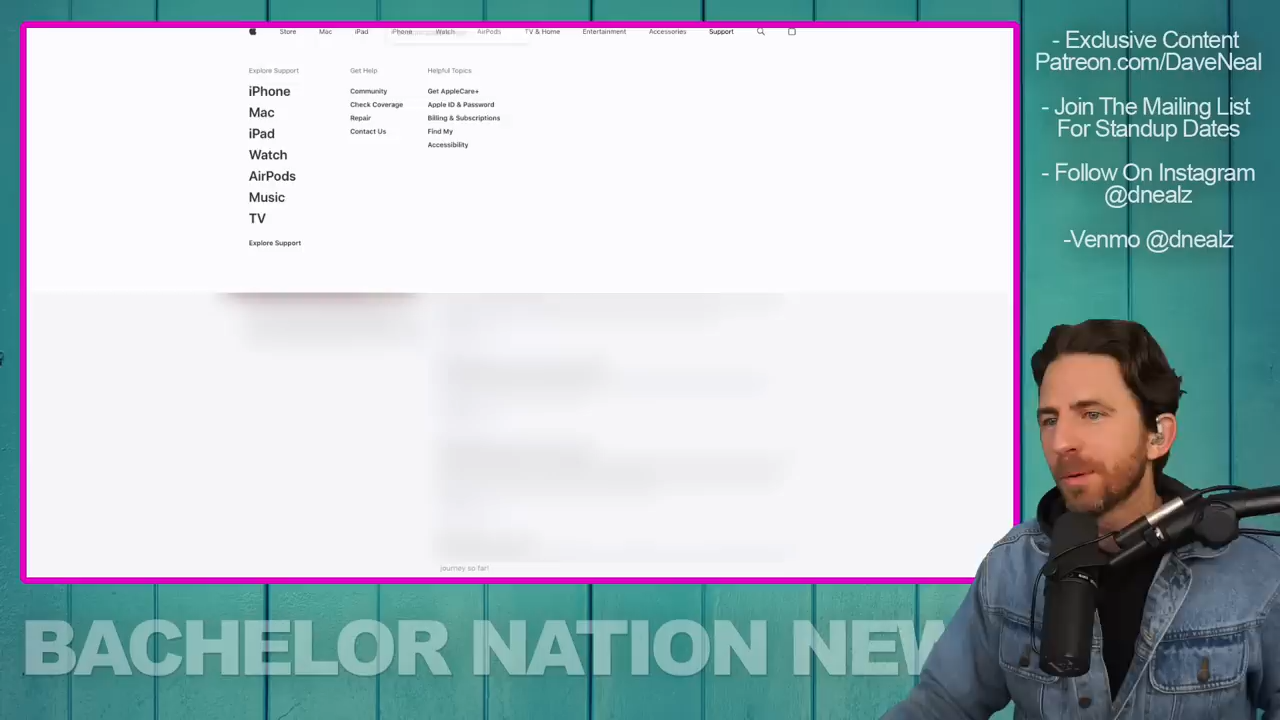 Store Mac iPad iPhone Watch AirPods TV & Home Entertainment Accessories Support
Explore Support
iPhone
Mac
iPad
Watch
AirPods
Music
TV
Explore Support
Get Help
Community
Check Coverage
Repair
Contact Us
Helpful Topics
Get AppleCare+
Apple ID & Password
Billing & Subscriptions
Find My
Accessibility
journey so far!
- Exclusive Content
Patreon.com/DaveNeal
- Join The Mailing List
For Standup Dates
- Follow On Instagram
@dnealz
-Venmo @dnealz
BACHELOR NATION NEW